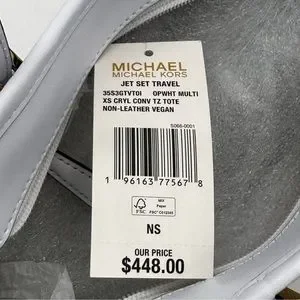 MICHAEL
MICHAEL KORS
JET SET TRAVEL
35S3GTVT0I OPWHT MULTI
XS CRYL CONV TZ TOTE
NON-LEATHER VEGAN
S068-0001
1 96163 77567 8
FSC
MIX
Paper
NS
OUR PRICE
$448.00